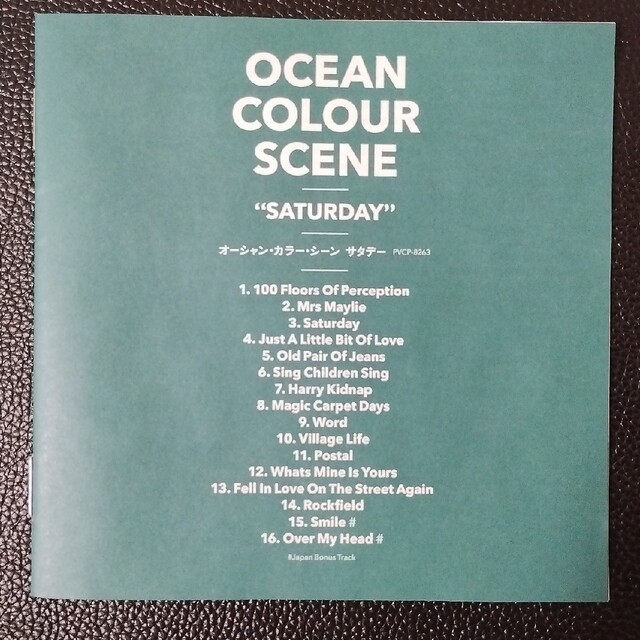 OCEAN
COLOUR
SCENE
“SATURDAY”
オーシャン・カラー・シーン サタデー PVCP-8263
1. 100 Floors Of Perception
2. Mrs Maylie
3. Saturday
4. Just A Little Bit Of Love
5. Old Pair Of Jeans
6. Sing Children Sing
7. Harry Kidnap
8. Magic Carpet Days
9. Word
10. Village Life
11. Postal
12. Whats Mine Is Yours
13. Fell In Love On The Street Again
14. Rockfield
15. Smile #
16. Over My Head #
#Japan Bonus Track